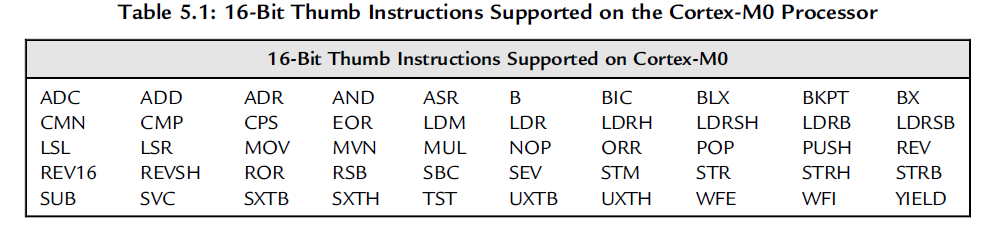 Table 5.1: 16-Bit Thumb Instructions Supported on the Cortex-M0 Processor
16-Bit Thumb Instructions Supported on Cortex-M0
ADC ADD ADR AND ASR B BIC BLX BKPT BX
CMN CMP CPS EOR LDM LDR LDRH LDRSH LDRB LDRSB
LSL LSR MOV MVN MUL NOP ORR POP PUSH REV
REV16 REVSH ROR RSB SBC SEV STM STR STRH STRB
SUB SVC SXTB SXTH TST UXTB UXTH WFE WFI YIELD